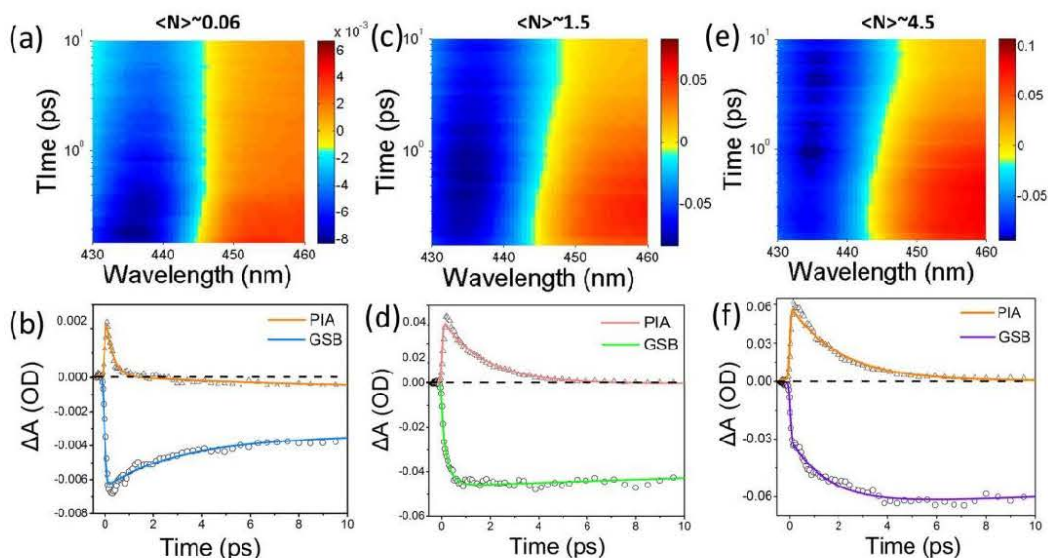 <N>~0.06
<N>~1.5
<N>~4.5
(a)
10¹
10⁰
TIme (ps)
430 440 450 460
Wavelength (nm)
x 10⁻³
6
4
2
0
-2
-4
-6
-8
(c)
10¹
10⁰
Time (ps)
430 440 450 460
Wavelength (nm)
0.05
0
-0.05
(e)
10¹
10⁰
Time (ps)
430 440 450 460
Wavelength (nm)
0.1
0.05
0
-0.05
(b)
0.002
0.000
-0.002
-0.004
-0.006
-0.008
ΔA (OD)
PIA
GSB
0 2 4 6 8 10
Time (ps)
(d)
0.04
0.02
0.00
-0.02
-0.04
-0.06
ΔA (OD)
PIA
GSB
0 2 4 6 8 10
Time (ps)
(f)
0.06
0.03
0.00
-0.03
-0.06
ΔA (OD)
PIA
GSB
0 2 4 6 8 10
Time (ps)